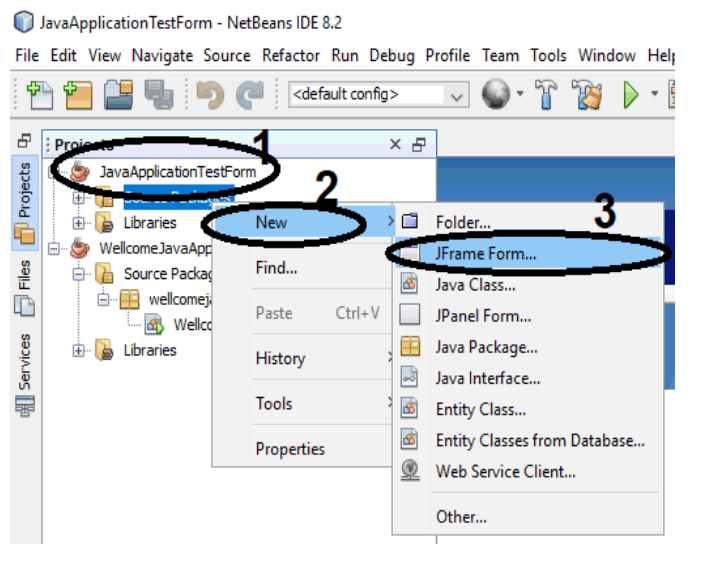 JavaApplicationTestForm - NetBeans IDE 8.2
File Edit View Navigate Source Refactor Run Debug Profile Team Tools Window Help
<default config>
Projects
Files
Services
Projects
1
JavaApplicationTestForm
Source Packages
Libraries
WellcomeJavaApp
Source Packag
wellcomej
Wellco
Libraries
2
New
Find...
Paste Ctrl+V
History
Tools
Properties
3
Folder...
JFrame Form...
Java Class...
JPanel Form...
Java Package...
Java Interface...
Entity Class...
Entity Classes from Database...
Web Service Client...
Other...